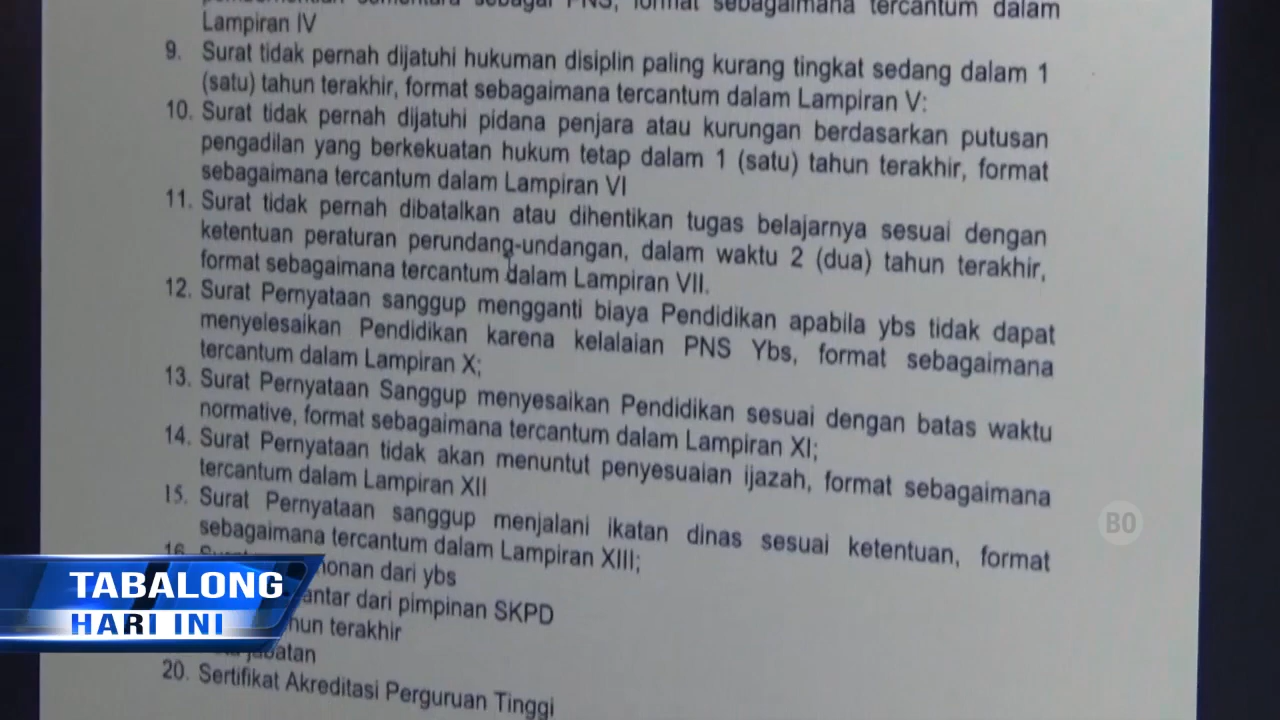 sebagai PNS, format sebagaimana tercantum dalam
Lampiran IV
9. Surat tidak pernah dijatuhi hukuman disiplin paling kurang tingkat sedang dalam 1
(satu) tahun terakhir, format sebagaimana tercantum dalam Lampiran V:
10. Surat tidak pernah dijatuhi pidana penjara atau kurungan berdasarkan putusan
pengadilan yang berkekuatan hukum tetap dalam 1 (satu) tahun terakhir, format
sebagaimana tercantum dalam Lampiran VI
11. Surat tidak pernah dibatalkan atau dihentikan tugas belajarnya sesuai dengan
ketentuan peraturan perundang-undangan, dalam waktu 2 (dua) tahun terakhir,
format sebagaimana tercantum dalam Lampiran VII.
12. Surat Pernyataan sanggup mengganti biaya Pendidikan apabila ybs tidak dapat
menyelesaikan Pendidikan karena kelalaian PNS Ybs, format sebagaimana
tercantum dalam Lampiran X;
13. Surat Pernyataan Sanggup menyesaikan Pendidikan sesuai dengan batas waktu
normative, format sebagaimana tercantum dalam Lampiran XI;
14. Surat Pernyataan tidak akan menuntut penyesuaian ijazah, format sebagaimana
tercantum dalam Lampiran XII
15. Surat Pernyataan sanggup menjalani ikatan dinas sesuai ketentuan, format
sebagaimana tercantum dalam Lampiran XIII;
dari ybs
dari pimpinan SKPD
terakhir
20. Sertifikat Akreditasi Perguruan Tinggi
TABALONG
HARI INI
BO